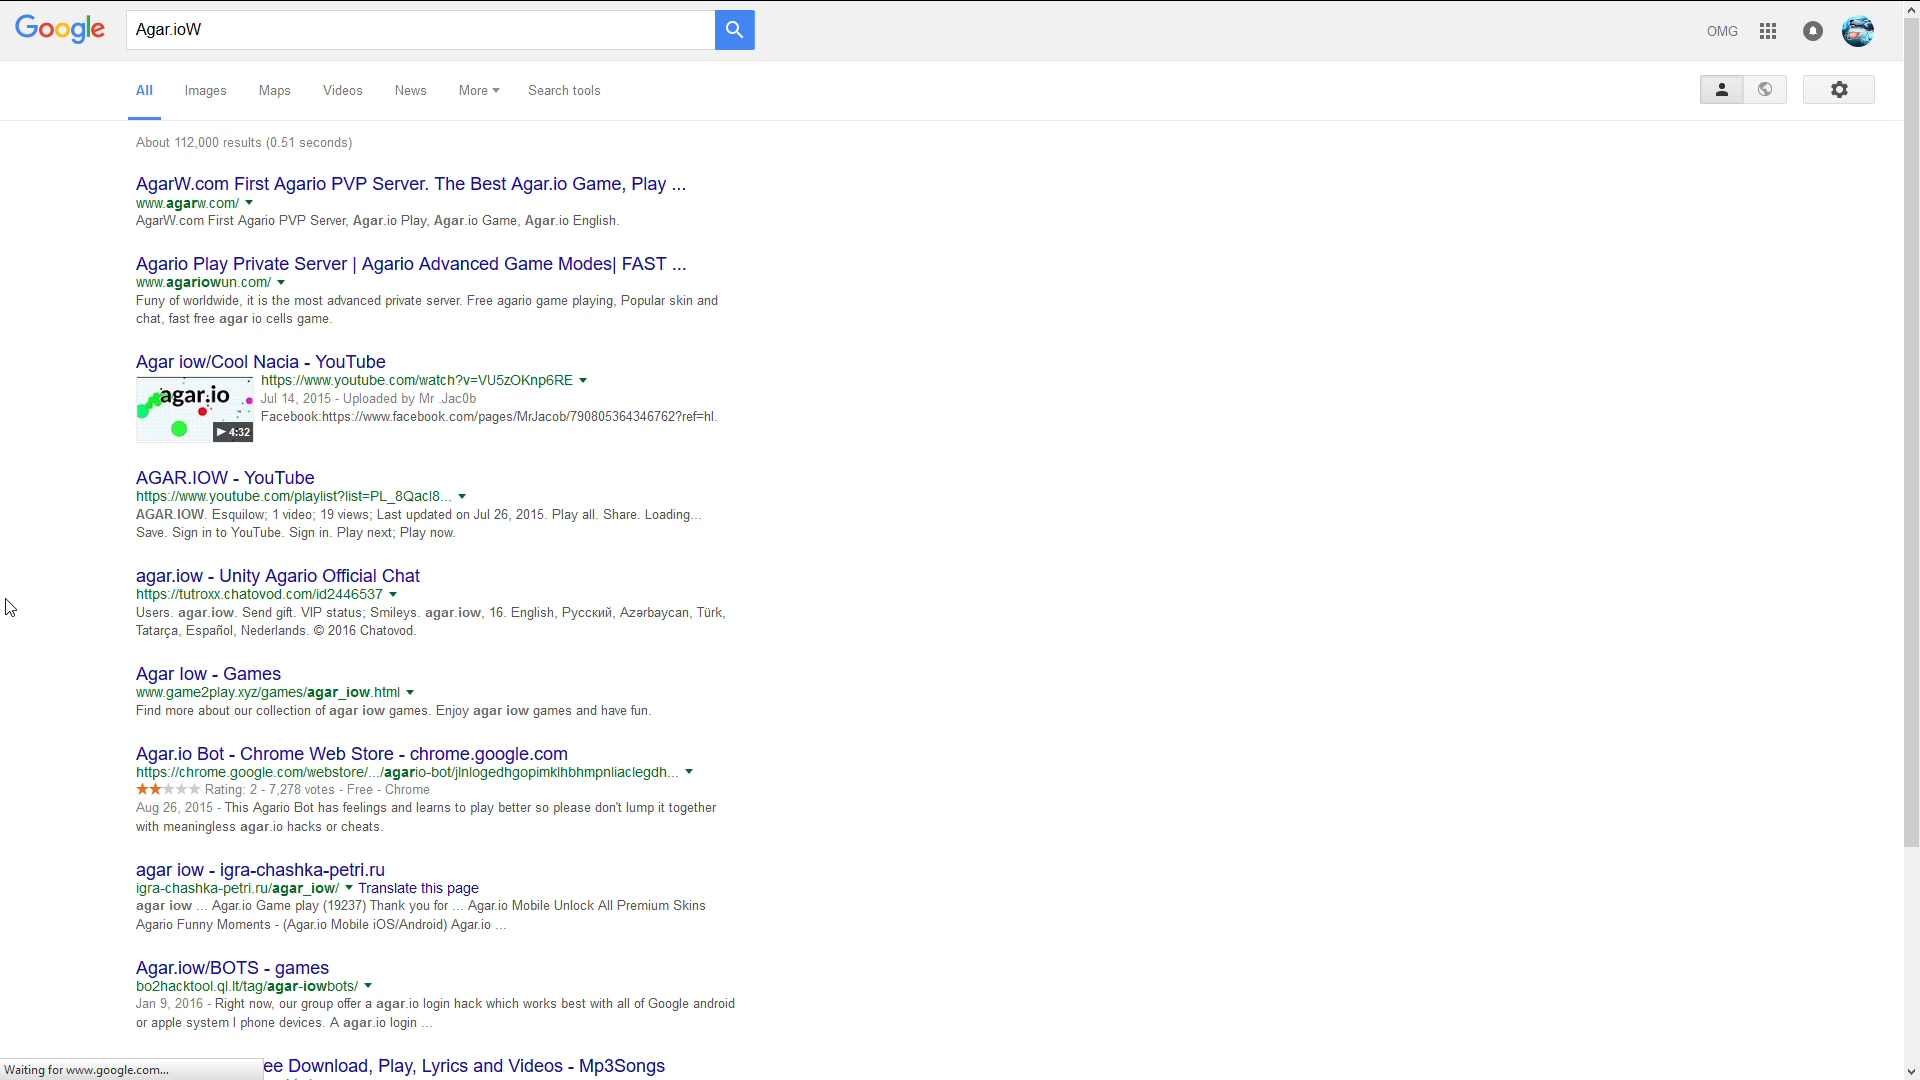 Google
Agar.ioW
OMG
All Images Maps Videos News More Search tools
About 112,000 results (0.51 seconds)
AgarW.com First Agario PVP Server. The Best Agar.io Game, Play ...
www.agarw.com/
AgarW.com First Agario PVP Server, Agar.io Play, Agar.io Game, Agar.io English.
Agario Play Private Server | Agario Advanced Game Modes| FAST ...
www.agariowun.com/
Funy of worldwide, it is the most advanced private server. Free agario game playing, Popular skin and
chat, fast free agar io cells game.
Agar iow/Cool Nacia - YouTube
agar.io
4:32
https://www.youtube.com/watch?v=VU5zOKnp6RE
Jul 14, 2015 - Uploaded by Mr .Jac0b
Facebook:https://www.facebook.com/pages/MrJacob/790805364346762?ref=hl.
AGAR.IOW - YouTube
https://www.youtube.com/playlist?list=PL_8Qacl8...
AGAR.IOW. Esquilow; 1 video; 19 views; Last updated on Jul 26, 2015. Play all. Share. Loading...
Save. Sign in to YouTube. Sign in. Play next; Play now.
agar.iow - Unity Agario Official Chat
https://tutroxx.chatovod.com/id2446537
Users. agar.iow. Send gift. VIP status; Smileys. agar.iow, 16. English, Русский, Azərbaycan, Türk,
Tatarça, Español, Nederlands. © 2016 Chatovod.
Agar Iow - Games
www.game2play.xyz/games/agar_iow.html
Find more about our collection of agar iow games. Enjoy agar iow games and have fun.
Agar.io Bot - Chrome Web Store - chrome.google.com
https://chrome.google.com/webstore/.../agario-bot/jlnlogedhgopimklhbhmpnliaclegdh...
Rating: 2 - 7,278 votes - Free - Chrome
Aug 26, 2015 - This Agario Bot has feelings and learns to play better so please don't lump it together
with meaningless agar.io hacks or cheats.
agar iow - igra-chashka-petri.ru
igra-chashka-petri.ru/agar_iow/ Translate this page
agar iow ... Agar.io Game play (19237) Thank you for ... Agar.io Mobile Unlock All Premium Skins
Agario Funny Moments - (Agar.io Mobile iOS/Android) Agar.io ...
Agar.iow/BOTS - games
bo2hacktool.ql.lt/tag/agar-iowbots/
Jan 9, 2016 - Right now, our group offer a agar.io login hack which works best with all of Google android
or apple system I phone devices. A agar.io login ...
ee Download, Play, Lyrics and Videos - Mp3Songs
Waiting for www.google.com...